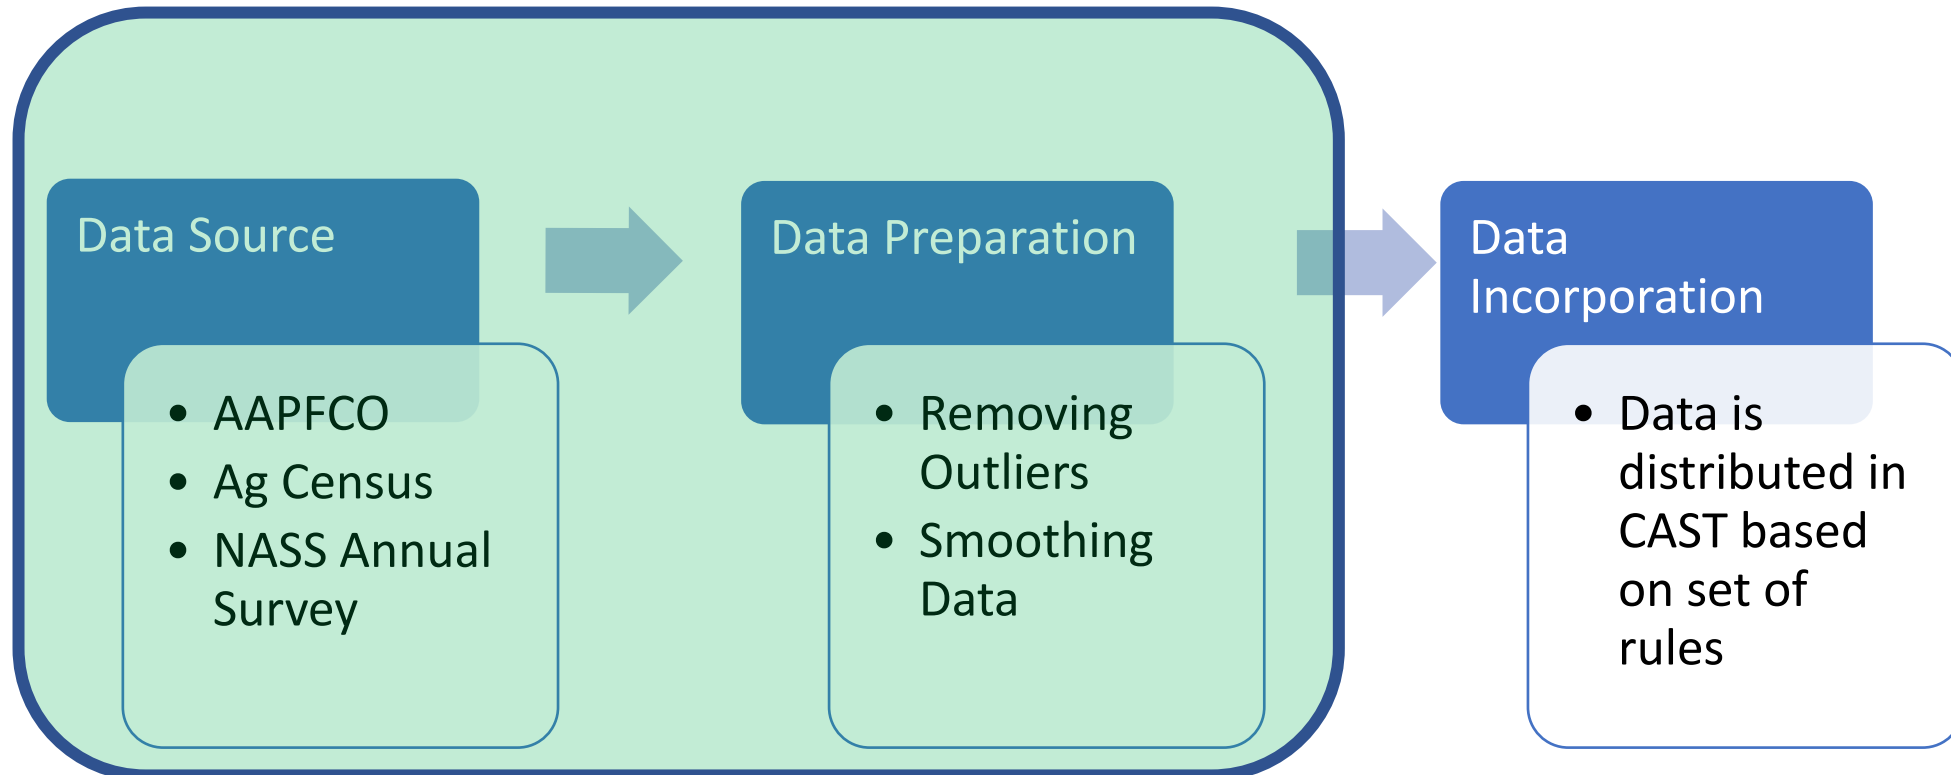 Data Source
• AAPFCO
• Ag Census
• NASS Annual
Survey
Data Preparation
• Removing
Outliers
• Smoothing
Data
Data
Incorporation
• Data is
distributed in
CAST based
on set of
rules